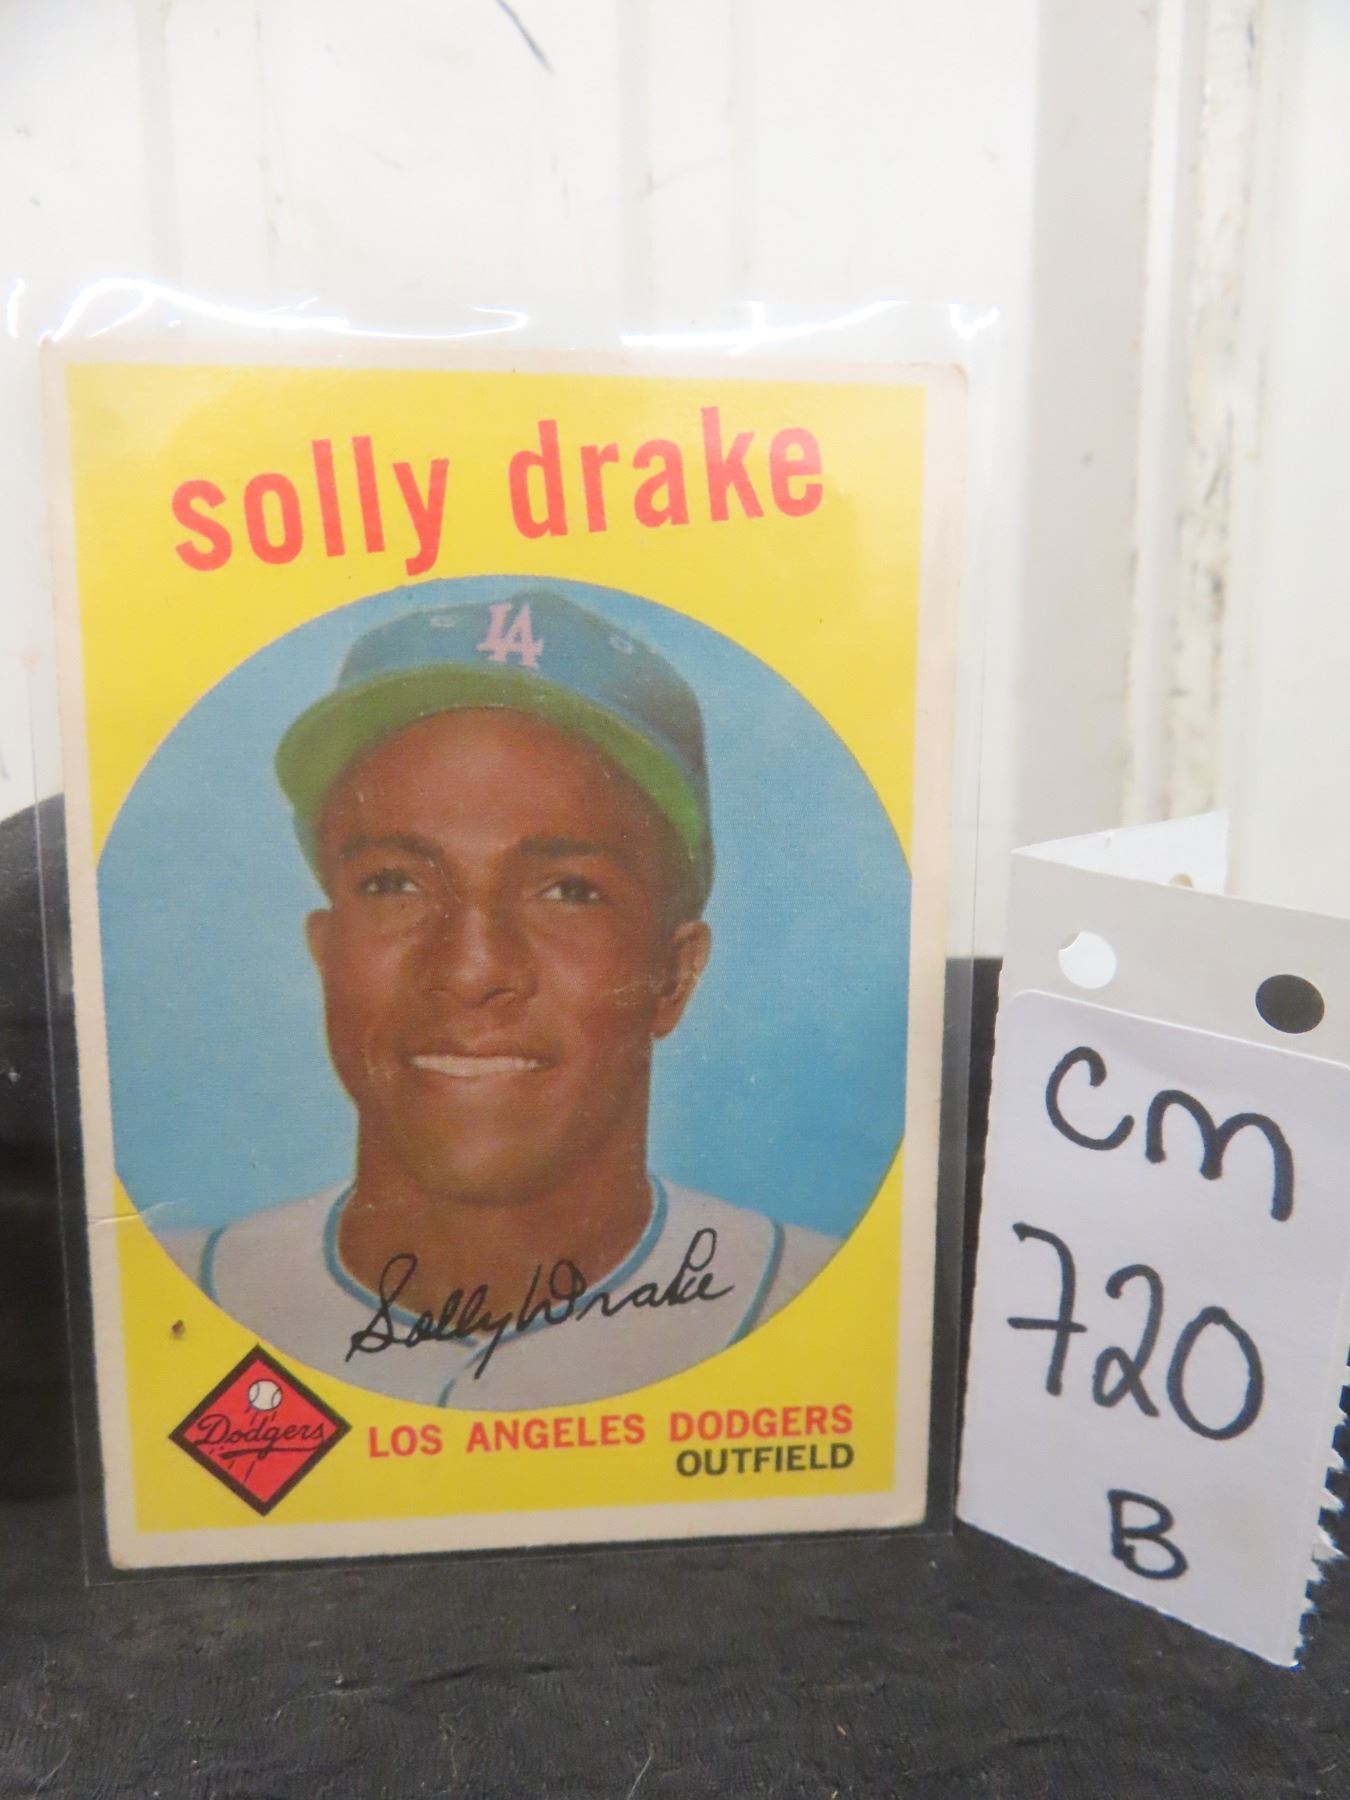 solly drake
LA
Solly Drake
Dodgers
LOS ANGELES DODGERS
OUTFIELD
CM
720
B